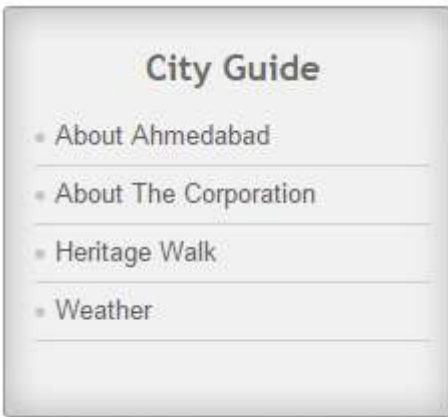 City Guide
About Ahmedabad
About The Corporation
Heritage Walk
Weather